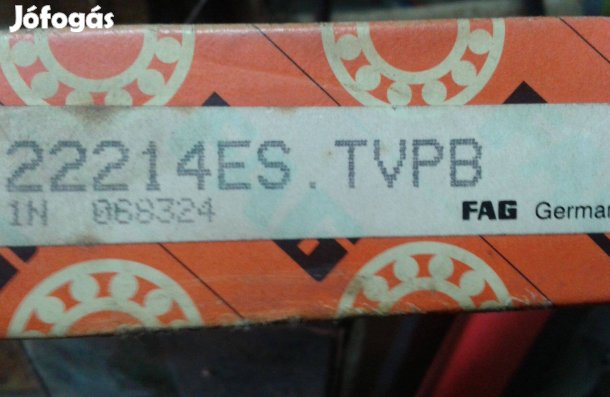 Jófogás
22214ES.TVPB
1N 068324
FAG German